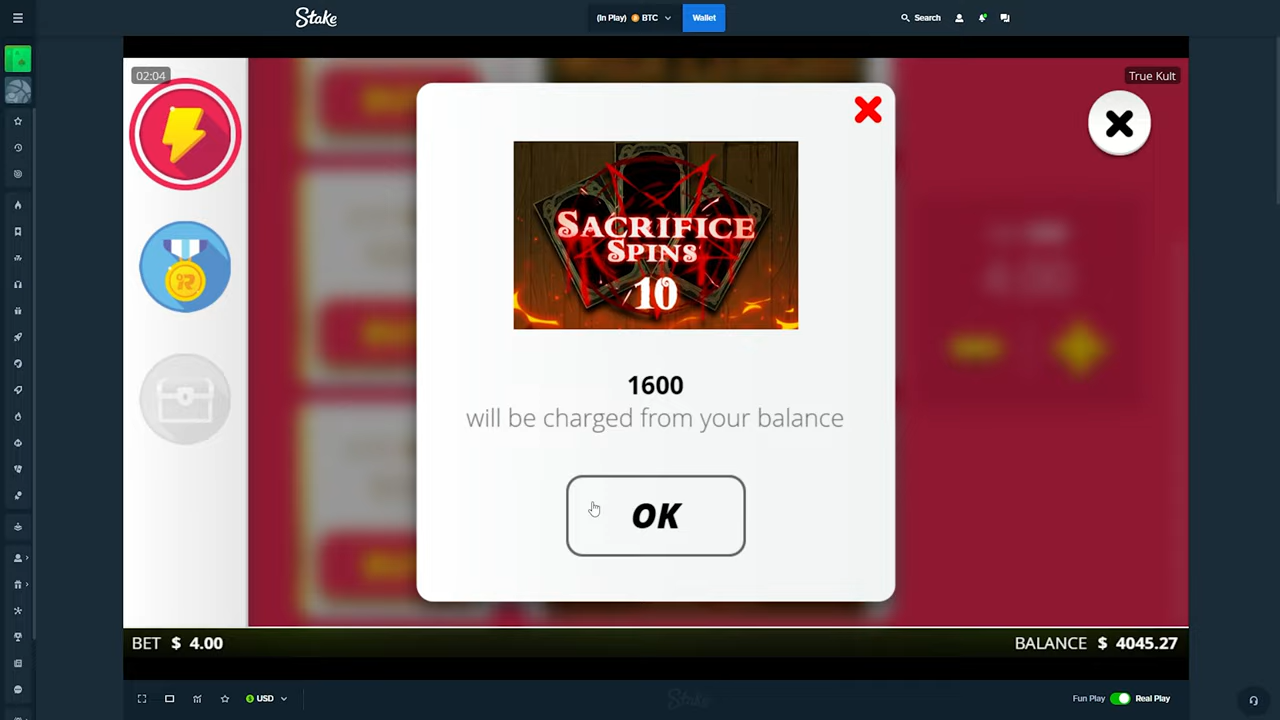 Stake
(In Play) BTC
Wallet
Search
02:04
True Kult
SACRIFICE
SPINS
10
1600
will be charged from your balance
OK
BET $ 4.00
BALANCE $ 4045.27
Stake
USD
Fun Play
Real Play